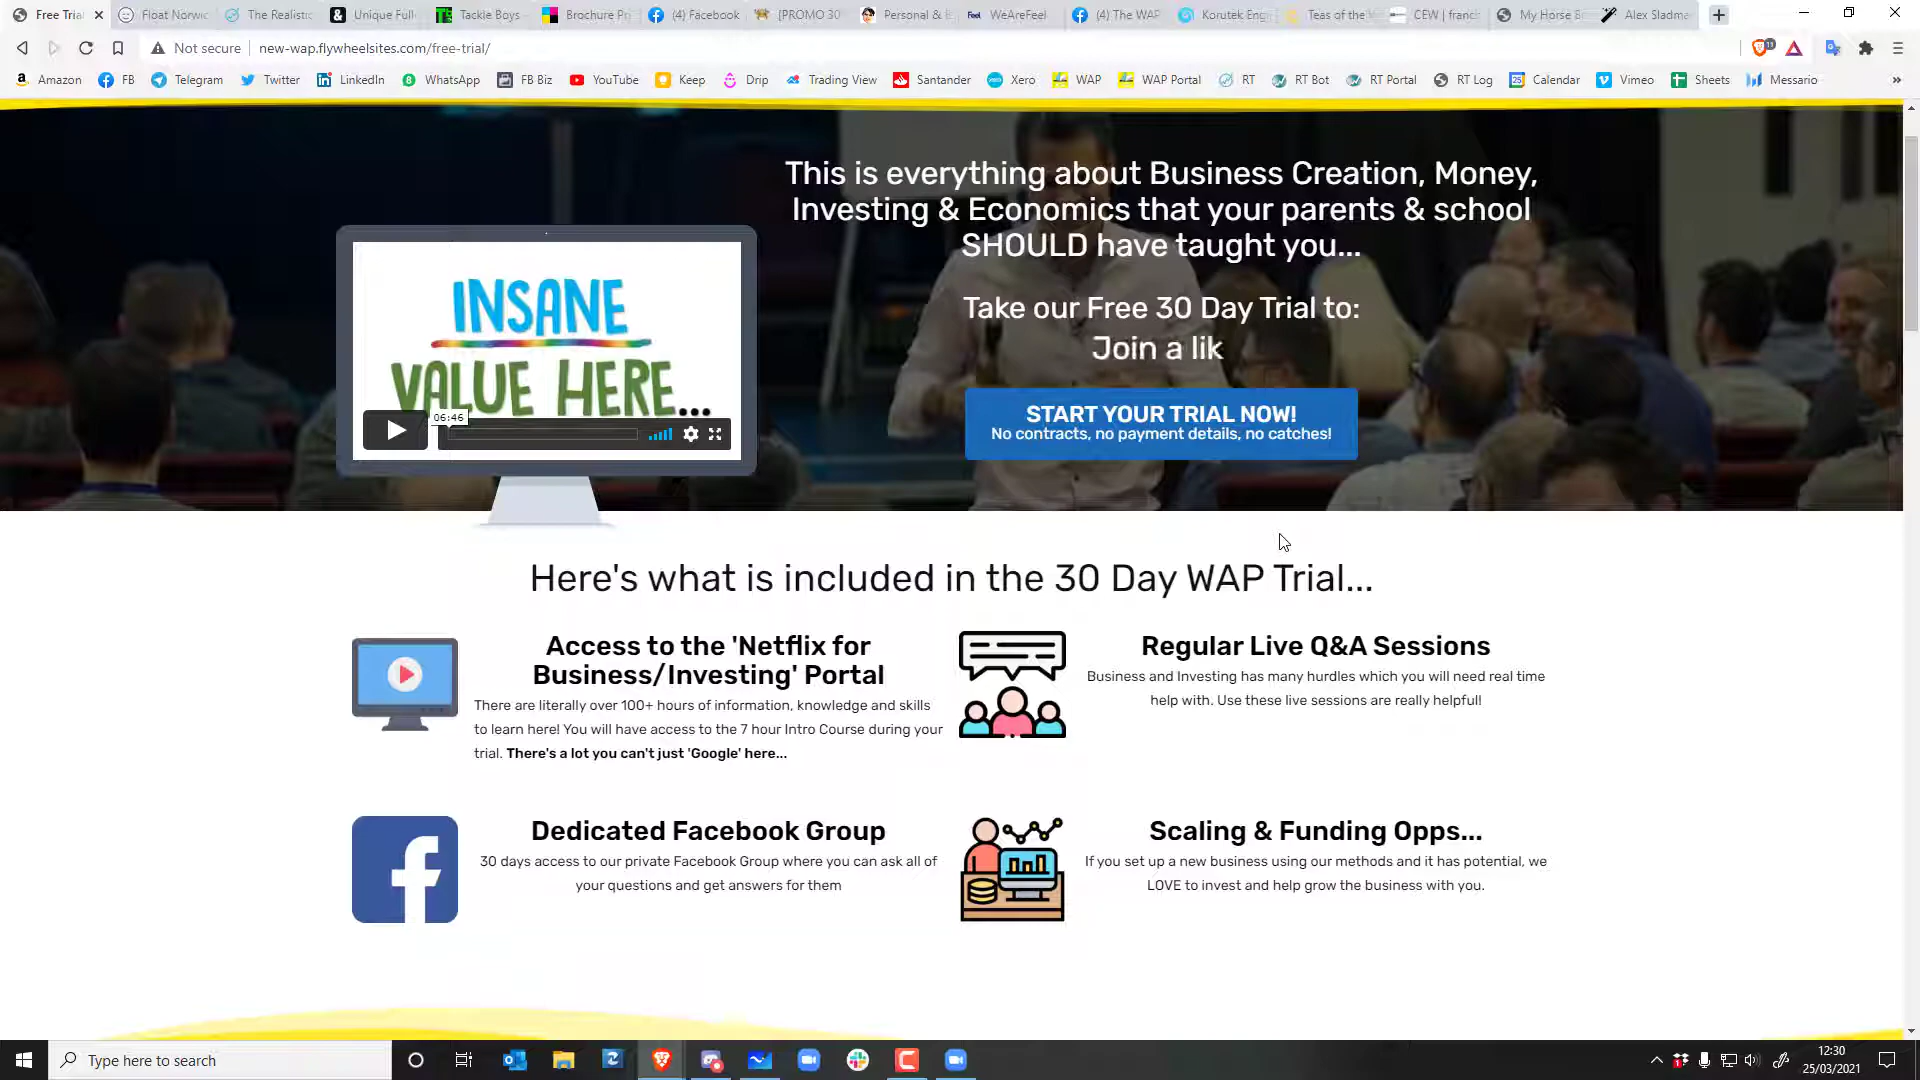 Free Tria
Float Norwic
The Realistic
Unique Full
Tackle Boys
Brochure Pr
(4) Facebook
[PROMO 30
Personal & B
Feel
WeAreFeel
(4) The WAP
Korutek Eng
Teas of the W
CEW | franci
My Horse B
Alex Sladma
Not secure
new-wap.flywheelsites.com/free-trial/
11
Amazon
FB
Telegram
Twitter
LinkedIn
WhatsApp
FB Biz
YouTube
Keep
Drip
Trading View
Santander
Xero
WAP
WAP Portal
RT
RT Bot
RT Portal
RT Log
Calendar
Vimeo
Sheets
Messario
This is everything about Business Creation, Money,
Investing & Economics that your parents & school
SHOULD have taught you...
Take our Free 30 Day Trial to:
Join a lik
START YOUR TRIAL NOW!
No contracts, no payment details, no catches!
INSANE
VALUE HERE...
06:46
Here's what is included in the 30 Day WAP Trial...
Access to the 'Netflix for
Business/Investing' Portal
There are literally over 100+ hours of information, knowledge and skills
to learn here! You will have access to the 7 hour Intro Course during your
trial. There's a lot you can't just 'Google' here...
Regular Live Q&A Sessions
Business and Investing has many hurdles which you will need real time
help with. Use these live sessions are really helpful!
Dedicated Facebook Group
30 days access to our private Facebook Group where you can ask all of
your questions and get answers for them
Scaling & Funding Opps...
If you set up a new business using our methods and it has potential, we
LOVE to invest and help grow the business with you.
Type here to search
12:30
25/03/2021